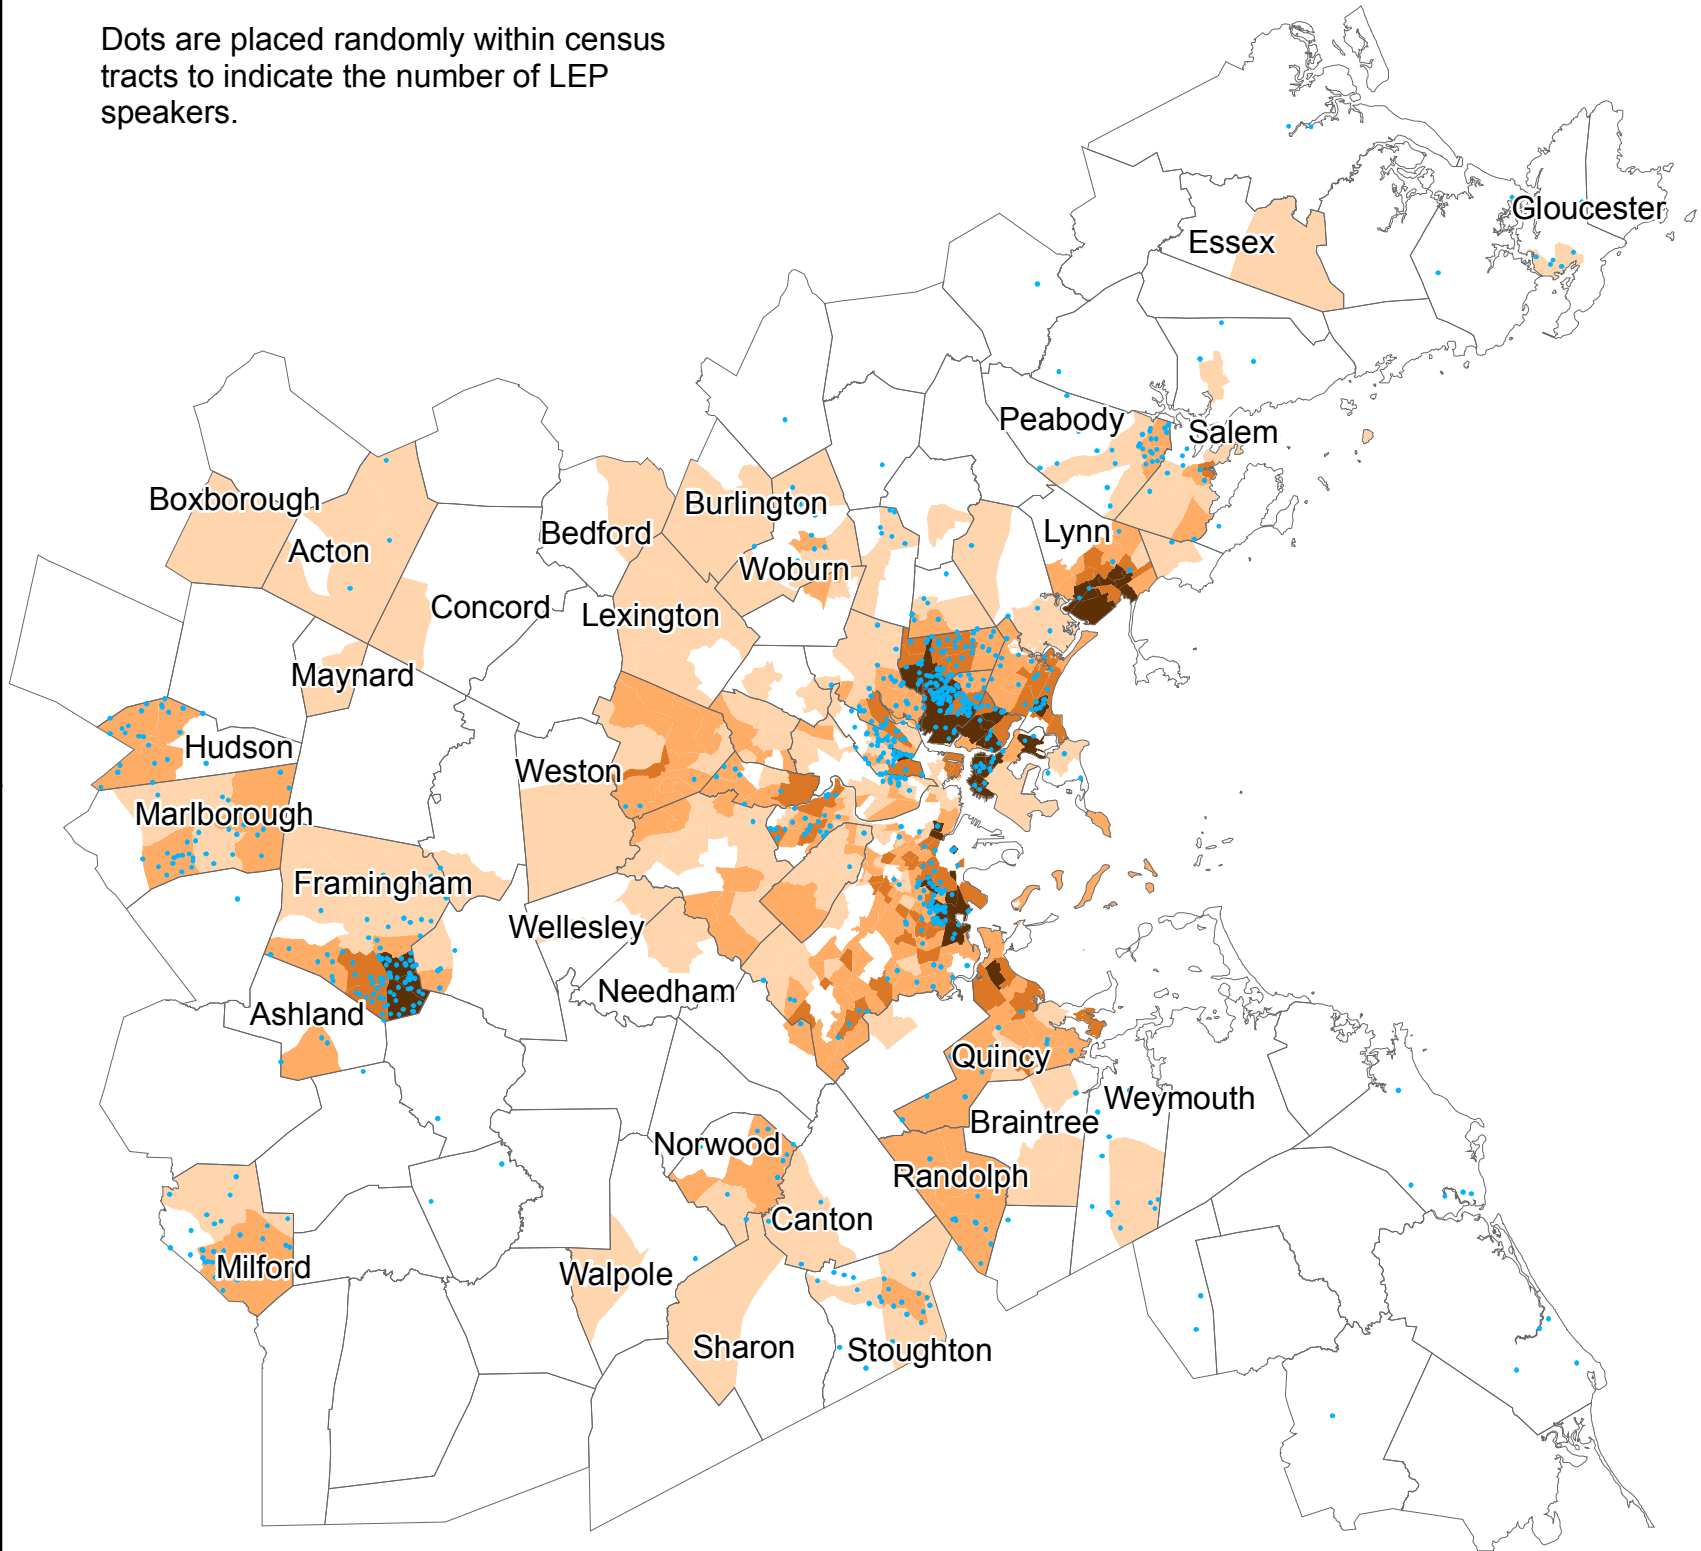 Dots are placed randomly within census
tracts to indicate the number of LEP
speakers.
Gloucester
Essex
Peabody
Salem
Boxborough
Burlington
Acton
Bedford
Lynn
Woburn
Concord
Lexington
Maynard
Hudson
Weston
Marlborough
Framingham
Wellesley
Needham
Ashland
Quincy
Weymouth
Braintree
Norwood
Randolph
Canton
Milford
Walpole
Sharon
Stoughton